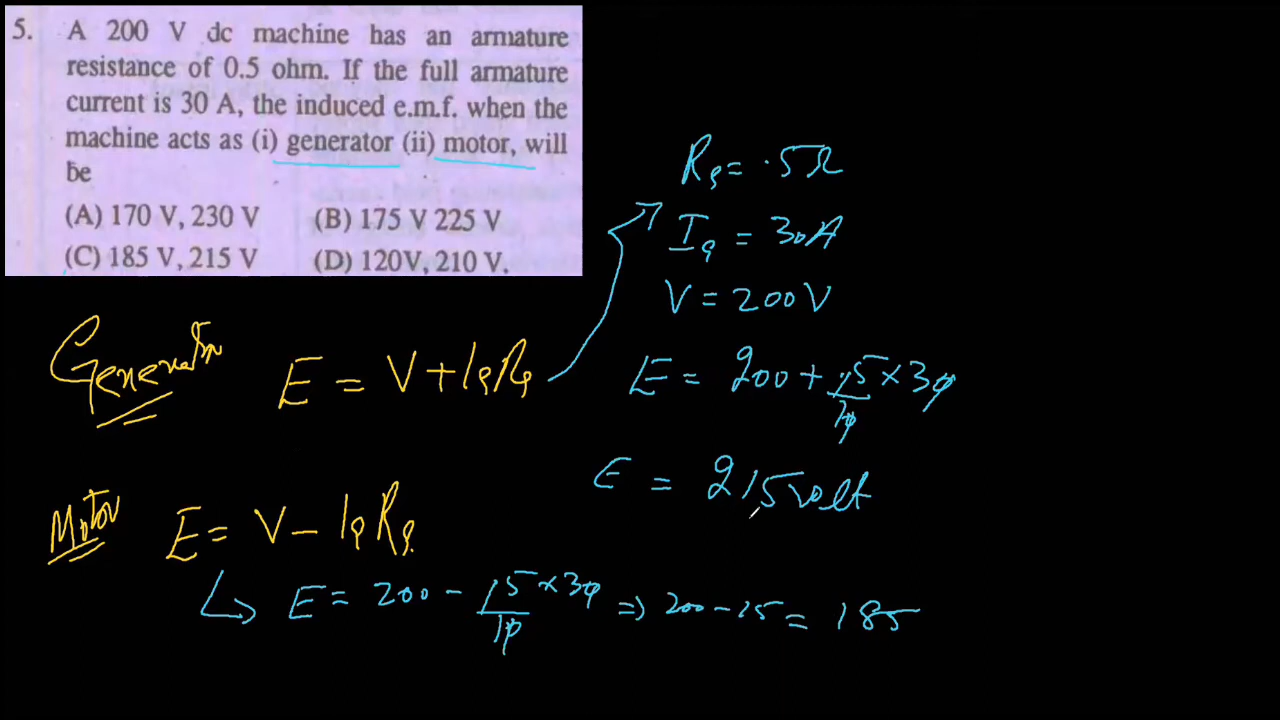 5. A 200 V dc machine has an armature
resistance of 0.5 ohm. If the full armature
current is 30 A, the induced e.m.f. when the
machine acts as (i) generator (ii) motor, will
be
(A) 170 V, 230 V (B) 175 V 225 V
(C) 185 V, 215 V (D) 120V, 210 V.
Ra = .5Ω
Ia = 30A
V = 200V
Generator E = V + IaRa
E = 200 + .5/10 × 30
E = 215 volt
Motor E = V - IaRa
E = 200 - .5/10 × 30 ⇒ 200 - 15 = 185